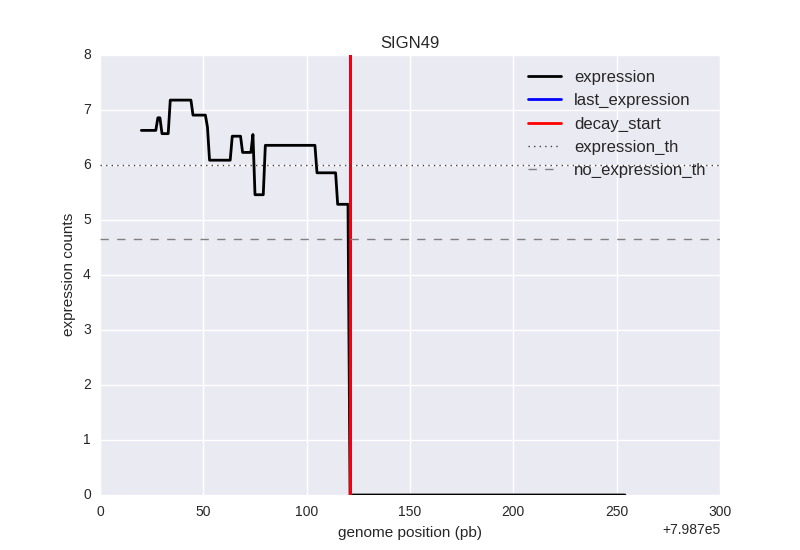 SIGN49
8
7
6
5
4
3
2
1
0
expression counts
expression
last_expression
decay_start
expression_th
no_expression_th
0 50 100 150 200 250 300
genome position (pb)
+7.987e5